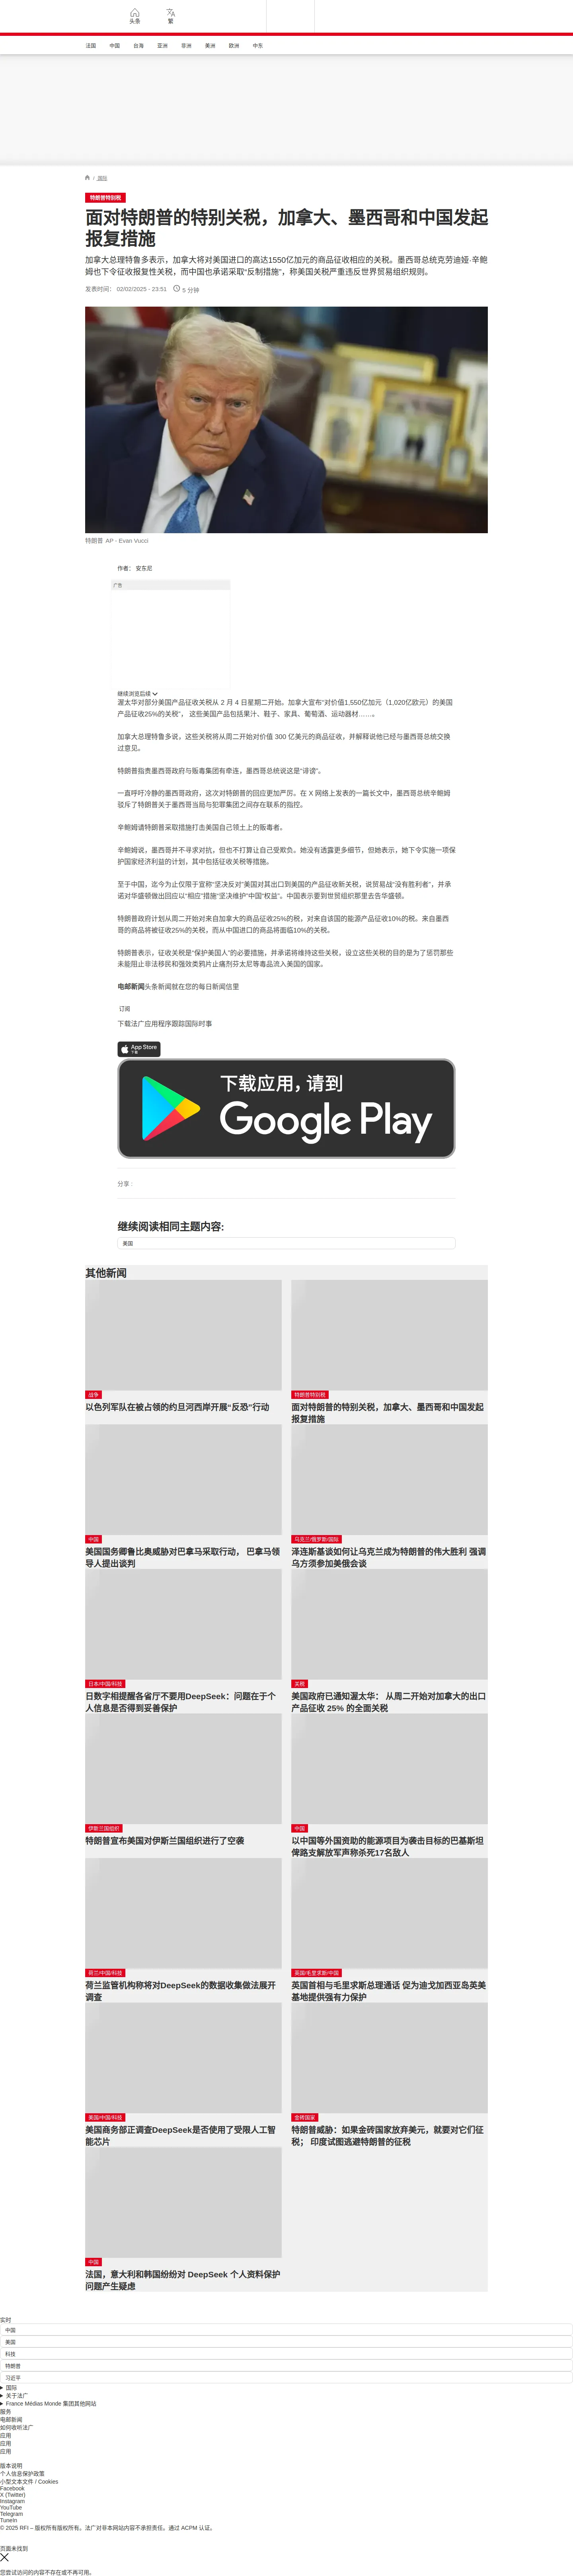 头条
繁
法国 中国 台海 亚洲 非洲 美洲 欧洲 中东
/ 国际
特朗普特别税
面对特朗普的特别关税，加拿大、墨西哥和中国发起
报复措施
加拿大总理特鲁多表示，加拿大将对美国进口的高达1550亿加元的商品征收相应的关税。墨西哥总统克劳迪娅·辛鲍
姆也下令征收报复性关税，而中国也承诺采取“反制措施”，称美国关税严重违反世界贸易组织规则。
发表时间： 02/02/2025 - 23:51 5 分钟
特朗普 AP - Evan Vucci
作者： 安东尼
广告
继续浏览后续
渥太华对部分美国产品征收关税从 2 月 4 日星期二开始。加拿大宣布“对价值1,550亿加元（1,020亿欧元）的美国
产品征收25%的关税”， 这些美国产品包括果汁、鞋子、家具、葡萄酒、运动器材……。
加拿大总理特鲁多说，这些关税将从周二开始对价值 300 亿美元的商品征收，并解释说他已经与墨西哥总统交换
过意见。
特朗普指责墨西哥政府与贩毒集团有牵连，墨西哥总统说这是“诽谤”。
一直呼吁冷静的墨西哥政府，这次对特朗普的回应更加严厉。在 X 网络上发表的一篇长文中，墨西哥总统辛鲍姆
驳斥了特朗普关于墨西哥当局与犯罪集团之间存在联系的指控。
辛鲍姆请特朗普采取措施打击美国自己领土上的贩毒者。
辛鲍姆说，墨西哥并不寻求对抗，但也不打算让自己受欺负。她没有透露更多细节，但她表示，她下令实施一项保
护国家经济利益的计划，其中包括征收关税等措施。
至于中国，迄今为止仅限于宣称“坚决反对”美国对其出口到美国的产品征收新关税，说贸易战“没有胜利者”，并承
诺对华盛顿做出回应以“相应”措施“坚决维护”中国“权益”。中国表示要到世贸组织那里去告华盛顿。
特朗普政府计划从周二开始对来自加拿大的商品征收25%的税，对来自该国的能源产品征收10%的税。来自墨西
哥的商品将被征收25%的关税，而从中国进口的商品将面临10%的关税。
特朗普表示，征收关税是“保护美国人”的必要措施，并承诺将维持这些关税，设立这些关税的目的是为了惩罚那些
未能阻止非法移民和强效类鸦片止痛剂芬太尼等毒品流入美国的国家。
电邮新闻头条新闻就在您的每日新闻信里
订阅
下载法广应用程序跟踪国际时事
App Store
下载
下载应用，请到
Google Play
分享 :
继续阅读相同主题内容:
美国
其他新闻
战争
以色列军队在被占领的约旦河西岸开展“反恐”行动
特朗普特别税
面对特朗普的特别关税，加拿大、墨西哥和中国发起
报复措施
中国
美国国务卿鲁比奥威胁对巴拿马采取行动， 巴拿马领
导人提出谈判
乌克兰/俄罗斯/国际
泽连斯基谈如何让乌克兰成为特朗普的伟大胜利 强调
乌方须参加美俄会谈
日本/中国/科技
日数字相提醒各省厅不要用DeepSeek：问题在于个
人信息是否得到妥善保护
关税
美国政府已通知渥太华： 从周二开始对加拿大的出口
产品征收 25% 的全面关税
伊斯兰国组织
特朗普宣布美国对伊斯兰国组织进行了空袭
中国
以中国等外国资助的能源项目为袭击目标的巴基斯坦
俾路支解放军声称杀死17名敌人
荷兰/中国/科技
荷兰监管机构称将对DeepSeek的数据收集做法展开
调查
英国/毛里求斯/中国
英国首相与毛里求斯总理通话 促为迪戈加西亚岛英美
基地提供强有力保护
美国/中国/科技
美国商务部正调查DeepSeek是否使用了受限人工智
能芯片
金砖国家
特朗普威胁：如果金砖国家放弃美元，就要对它们征
税； 印度试图逃避特朗普的征税
中国
法国，意大利和韩国纷纷对 DeepSeek 个人资料保护
问题产生疑虑
实时
中国
美国
科技
特朗普
习近平
国际
关于法广
France Médias Monde 集团其他网站
服务
电邮新闻
如何收听法广
应用
应用
应用
版本说明
个人信息保护政策
小型文本文件 / Cookies
Facebook
X (Twitter)
Instagram
YouTube
Telegram
TuneIn
© 2025 RFI – 版权所有版权所有。法广对非本网站内容不承担责任。通过 ACPM 认证。
页面未找到
您尝试访问的内容不存在或不再可用。